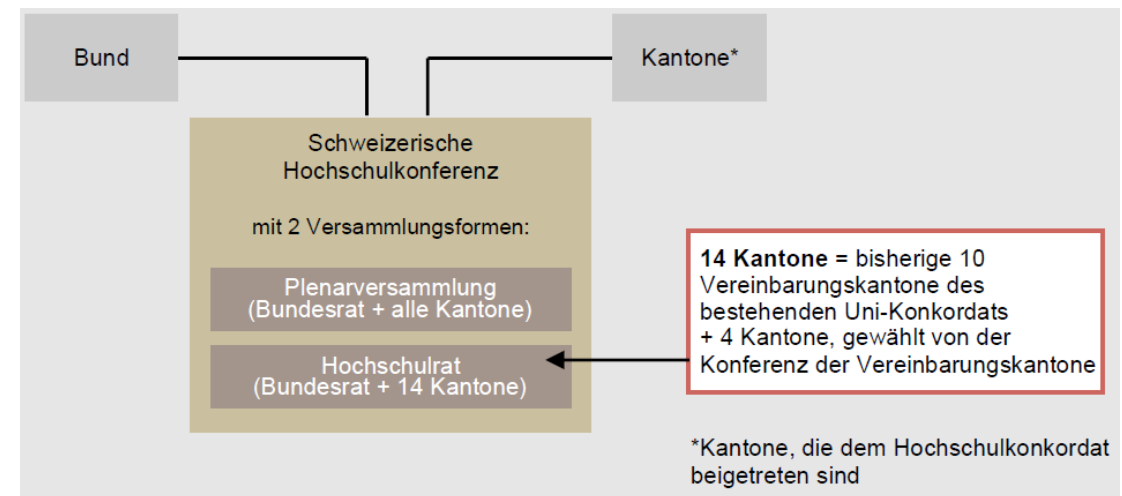 Bund
Kantone*
Schweizerische
Hochschulkonferenz
mit 2 Versammlungsformen:
Plenarversammlung
(Bundesrat + alle Kantone)
Hochschulrat
(Bundesrat + 14 Kantone)
14 Kantone = bisherige 10
Vereinbarungskantone des
bestehenden Uni-Konkordats
+ 4 Kantone, gewählt von der
Konferenz der Vereinbarungskantone
*Kantone, die dem Hochschulkonkordat
beigetreten sind